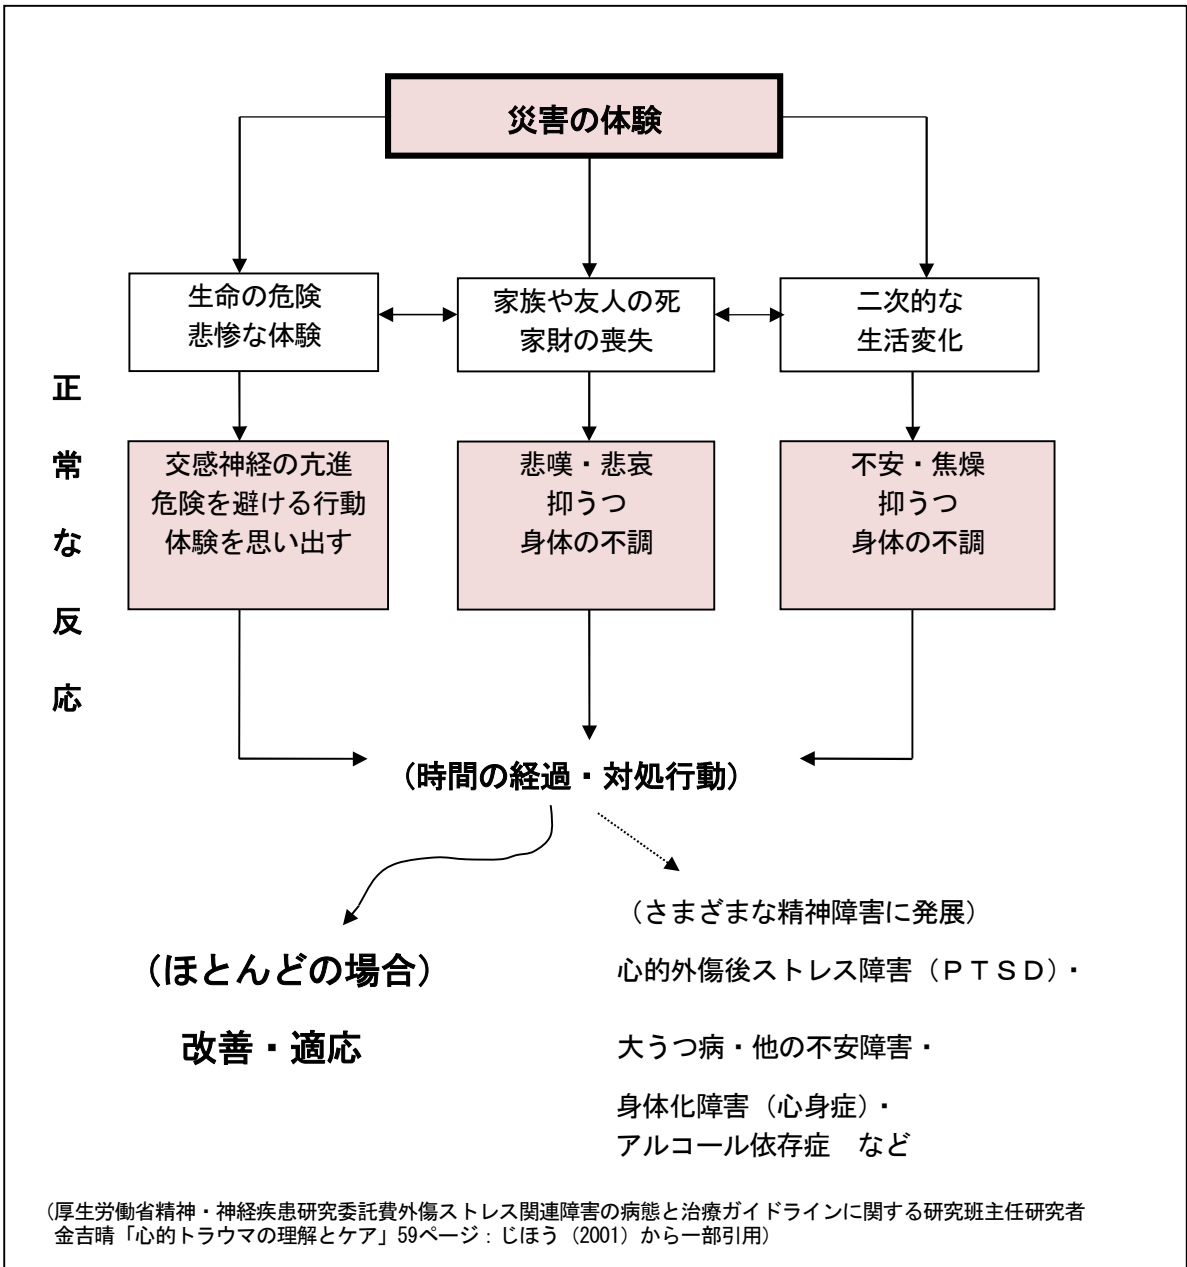 災害の体験
生命の危険
悲惨な体験
家族や友人の死
家財の喪失
二次的な
生活変化
正
常
な
反
応
交感神経の亢進
危険を避ける行動
体験を思い出す
悲嘆・悲哀
抑うつ
身体の不調
不安・焦燥
抑うつ
身体の不調
(時間の経過・対処行動)
(ほとんどの場合)
改善・適応
(さまざまな精神障害に発展)
心的外傷後ストレス障害(PTSD)・
大うつ病・他の不安障害・
身体化障害(心身症)・
アルコール依存症　など
(厚生労働省精神・神経疾患研究委託費外傷ストレス関連障害の病態と治療ガイドラインに関する研究班主任研究者
金吉晴「心的トラウマの理解とケア」59ページ:じほう(2001)から一部引用)